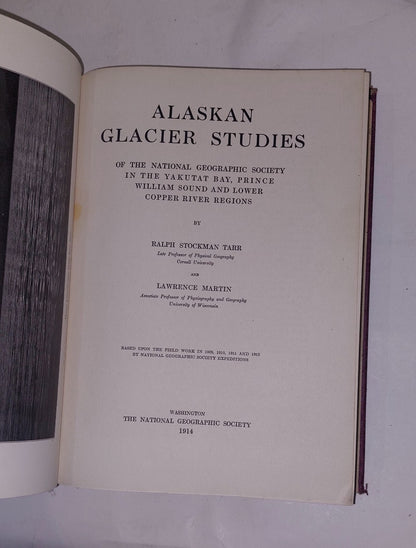 ALASKAN
GLACIER STUDIES
OF THE NATIONAL GEOGRAPHIC SOCIETY
IN THE YAKUTAT BAY, PRINCE
WILLIAM SOUND AND LOWER
COPPER RIVER REGIONS
BY
RALPH STOCKMAN TARR
Late Professor of Physical Geography
Cornell University
AND
LAWRENCE MARTIN
Associate Professor of Physiography and Geography
University of Wisconsin
BASED UPON THE FIELD WORK IN 1909, 1910, 1911 AND 1913
BY NATIONAL GEOGRAPHIC SOCIETY EXPEDITIONS
WASHINGTON
THE NATIONAL GEOGRAPHIC SOCIETY
1914